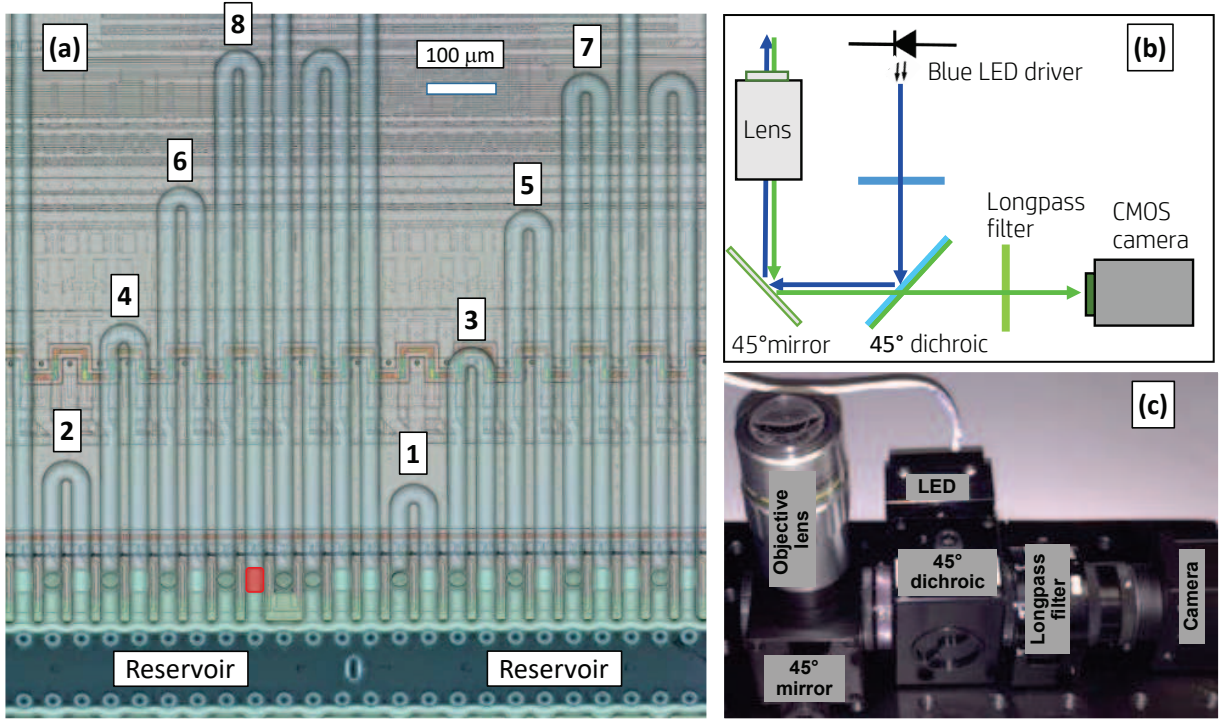 (a)
8
7
100 μm
6
5
4
3
2
1
Reservoir
Reservoir
(b)
Blue LED driver
Lens
Longpass
filter
CMOS
camera
45°mirror
45° dichroic
(c)
LED
Objective
lens
45°
dichroic
Longpass
filter
Camera
45°
mirror